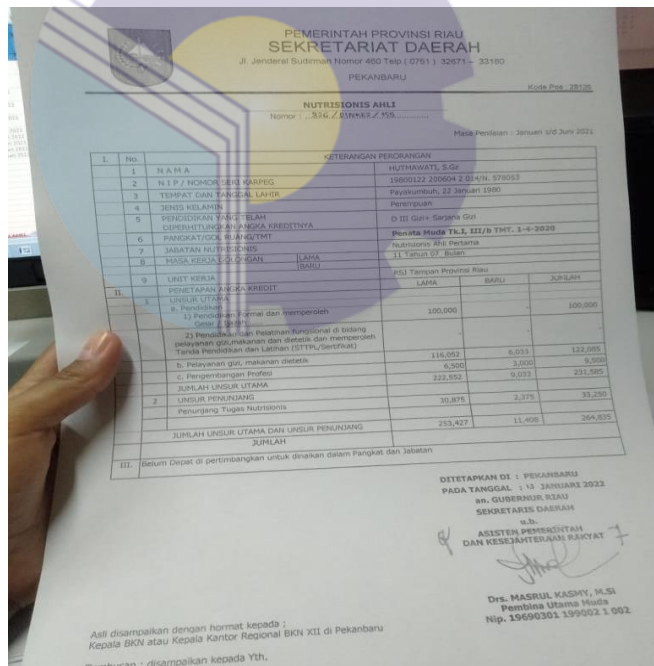 PEMERINTAH PROVINSI RIAU
SEKRETARIAT DAERAH
Jl. Jenderal Sudirman Nomor 460 Telp.( 0761 ) 32671 - 33180
PEKANBARU
Kode Pos : 28126
NUTRISIONIS AHLI
Nomor :
Masa Penilaian : Januari s/d Juni 2021
I. No. KETERANGAN PERORANGAN
1 N A M A HUTMAWATI, S.Gz
2 N I P / NOMOR SERI KARPEG 19800122 200604 2 014/N. 578053
3 TEMPAT DAN TANGGAL LAHIR Payakumbuh, 22 Januari 1980
4 JENIS KELAMIN Perempuan
5 PENDIDIKAN YANG TELAH DIPERHITUNGKAN ANGKA KREDITNYA D III Gizi+ Sarjana Gizi
6 PANGKAT/GOL RUANG/TMT Penata Muda Tk.I, III/b TMT. 1-4-2020
7 JABATAN NUTRISIONIS Nutrisionis Ahli Pertama
8 MASA KERJA GOLONGAN LAMA 11 Tahun 07 Bulan
BARU
9 UNIT KERJA RSJ Tampan Provinsi Riau
II. PENETAPAN ANGKA KREDIT LAMA BARU JUMLAH
1 UNSUR UTAMA
a. Pendidikan
1) Pendidikan Formal dan memperoleh Gelar / Ijazah 100,000 100,000
2) Pendidikan dan Pelatihan fungsional di bidang pelayanan gizi,makanan dan dietetik dan memperoleh Tanda Pendidikan dan Latihan (STTPL/Sertifikat) - - -
b. Pelayanan gizi, makanan dietetik 116,052 6,033 122,085
c. Pengembangan Profesi 6,500 3,000 9,500
JUMLAH UNSUR UTAMA 222,552 9,033 231,585
2 UNSUR PENUNJANG
Penunjang Tugas Nutrisionis 30,875 2,375 33,250
JUMLAH UNSUR UTAMA DAN UNSUR PENUNJANG 253,427 11,408 264,835
JUMLAH
III. Belum Dapat di pertimbangkan untuk dinaikan dalam Pangkat dan Jabatan
DITETAPKAN DI : PEKANBARU
PADA TANGGAL : JANUARI 2022
an. GUBERNUR RIAU
SEKRETARIS DAERAH
u.b.
ASISTEN PEMERINTAH
DAN KESEJAHTERAAN RAKYAT
Drs. MASRUL KASMY, M.Si
Pembina Utama Muda
Nip. 19690301 199002 1 002
Asli disampaikan dengan hormat kepada ;
Kepala BKN atau Kepala Kantor Regional BKN XII di Pekanbaru
Tembusan : disampaikan kepada Yth,